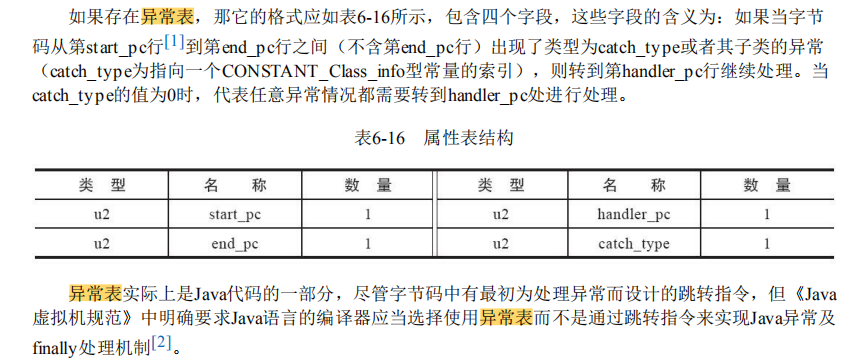 如果存在异常表，那它的格式应如表6-16所示，包含四个字段，这些字段的含义为：如果当字节
码从第start_pc行[1]到第end_pc行之间（不含第end_pc行）出现了类型为catch_type或者其子类的异常
（catch_type为指向一个CONSTANT_Class_info型常量的索引），则转到第handler_pc行继续处理。当
catch_type的值为0时，代表任意异常情况都需要转到handler_pc处进行处理。
表6-16 属性表结构
类 型 名 称 数 量 类 型 名 称 数 量
u2 start_pc 1 u2 handler_pc 1
u2 end_pc 1 u2 catch_type 1
异常表实际上是Java代码的一部分，尽管字节码中有最初为处理异常而设计的跳转指令，但《Java
虚拟机规范》中明确要求Java语言的编译器应当选择使用异常表而不是通过跳转指令来实现Java异常及
finally处理机制[2]。